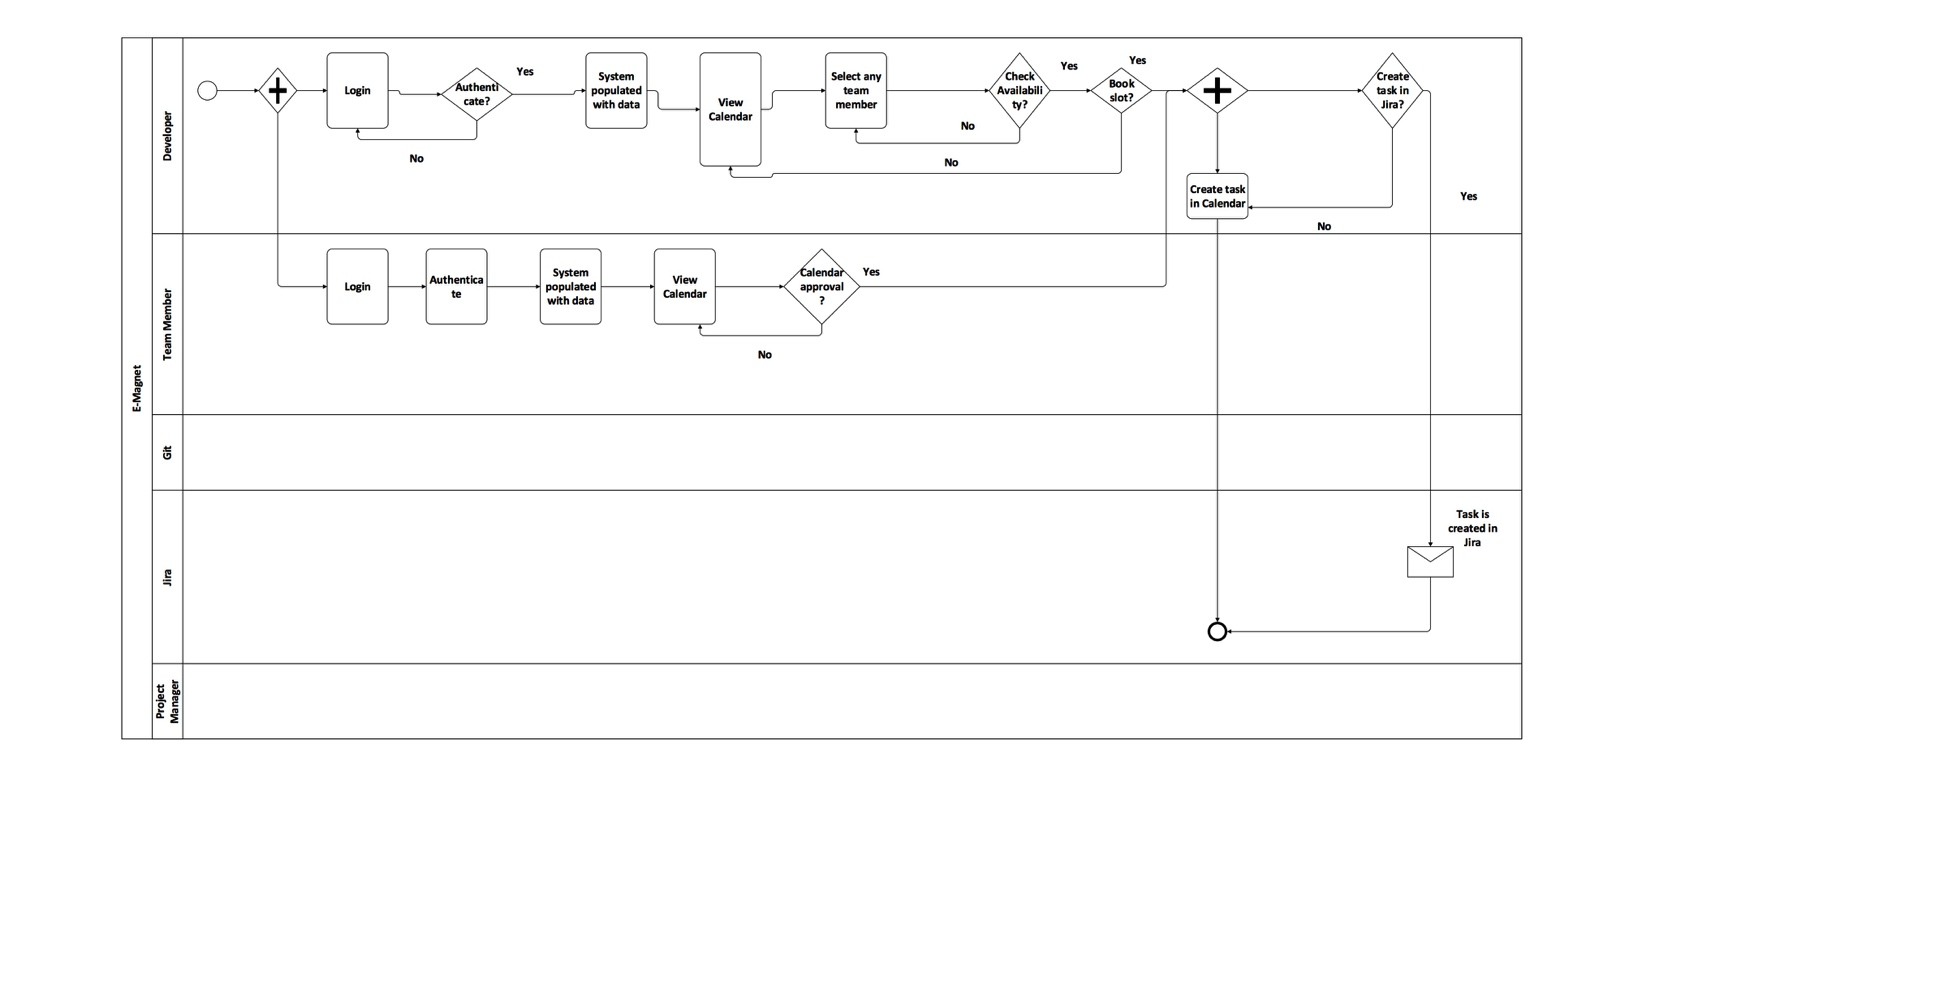 E-Magnet
Developer
Login
Authenti
cate?
Yes
No
System
populated
with data
View
Calendar
Select any
team
member
Check
Availabili
ty?
Yes
No
Book
slot?
Yes
No
Create
task in
Jira?
Yes
No
Create task
in Calendar
Team Member
Login
Authentica
te
System
populated
with data
View
Calendar
Calendar
approval
?
Yes
No
Git
Jira
Task is
created in
Jira
Project
Manager